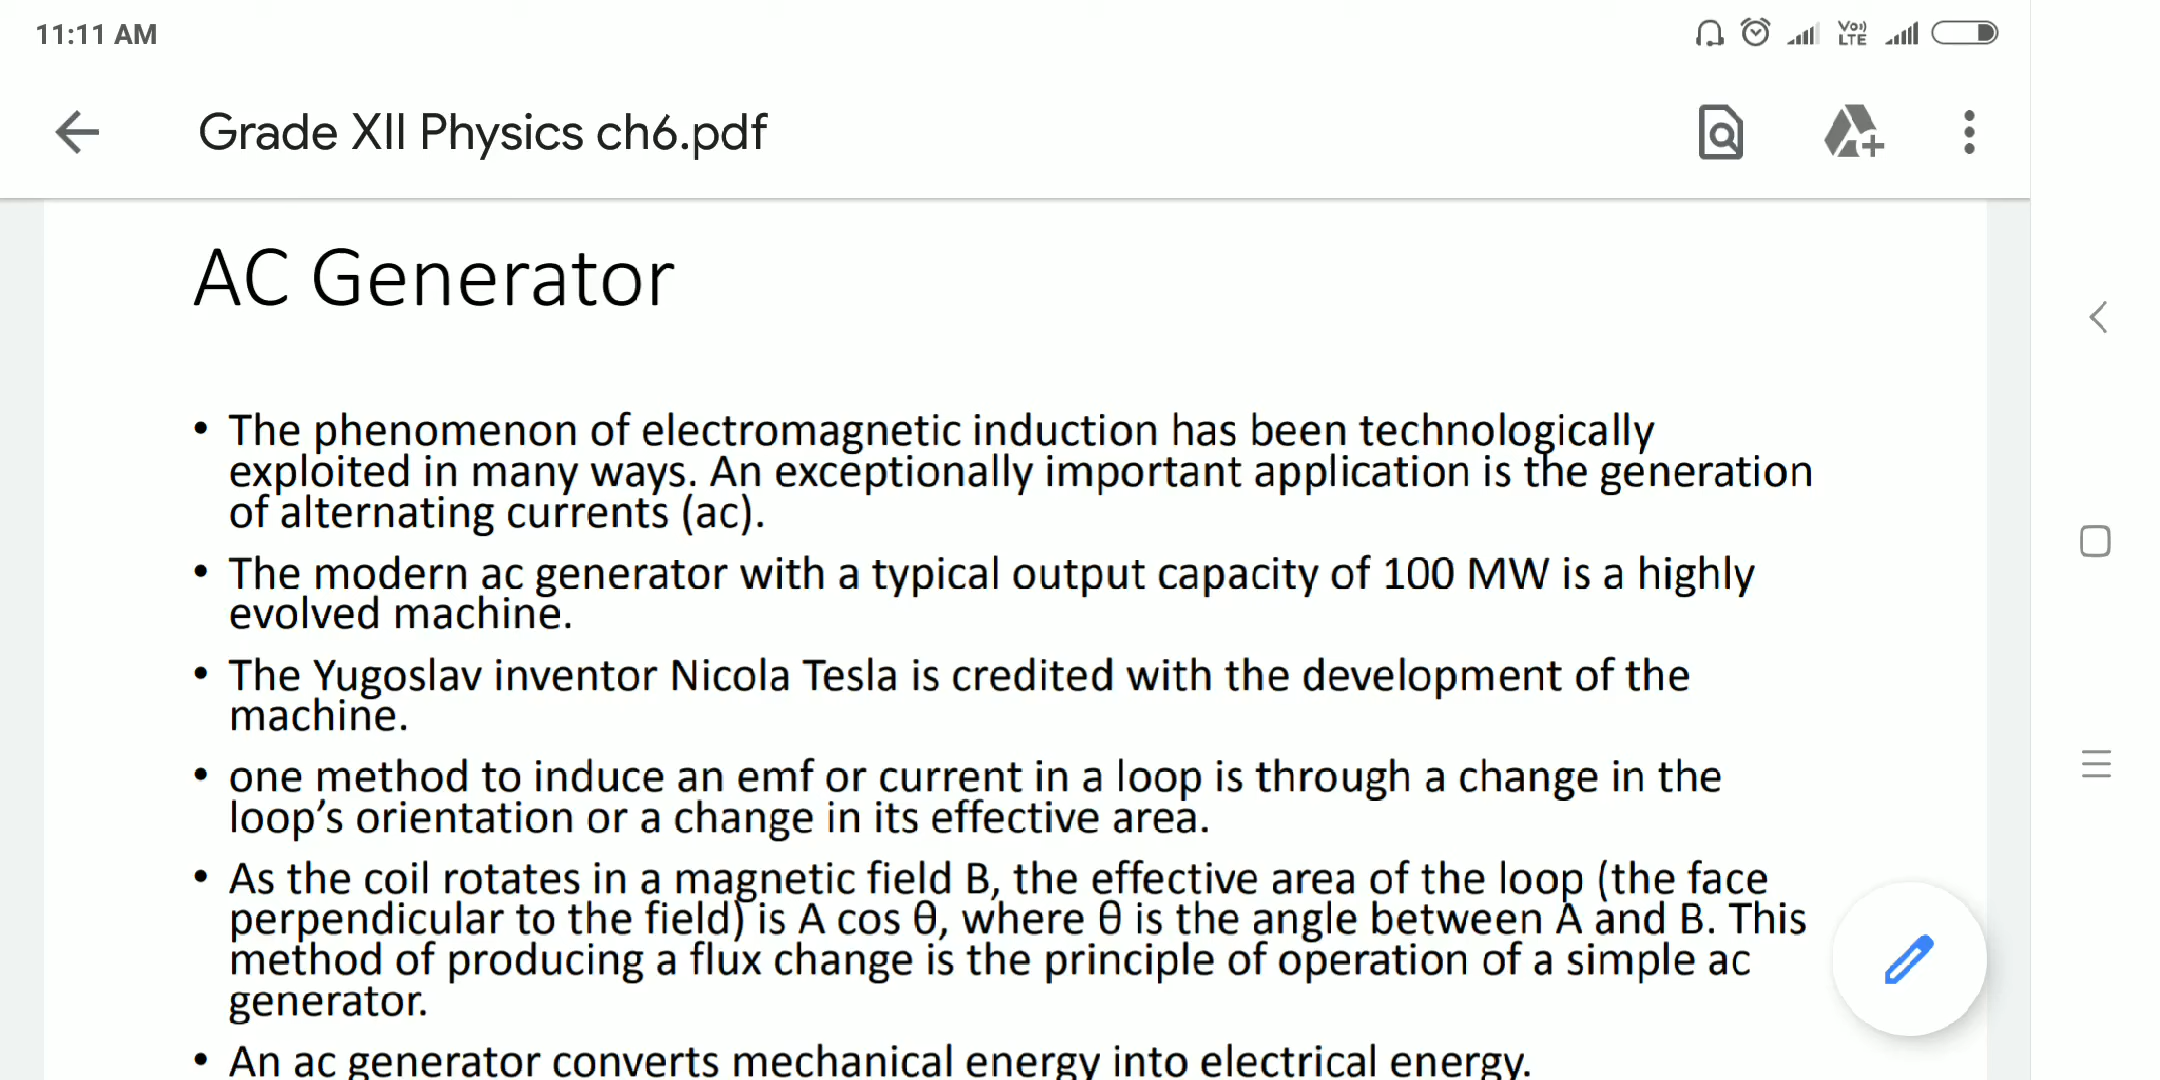 11:11 AM
Vo))
LTE
Grade XII Physics ch6.pdf
AC Generator
• The phenomenon of electromagnetic induction has been technologically
exploited in many ways. An exceptionally important application is the generation
of alternating currents (ac).
• The modern ac generator with a typical output capacity of 100 MW is a highly
evolved machine.
• The Yugoslav inventor Nicola Tesla is credited with the development of the
machine.
• one method to induce an emf or current in a loop is through a change in the
loop’s orientation or a change in its effective area.
• As the coil rotates in a magnetic field B, the effective area of the loop (the face
perpendicular to the field) is A cos θ, where θ is the angle between A and B. This
method of producing a flux change is the principle of operation of a simple ac
generator.
• An ac generator converts mechanical energy into electrical energy.